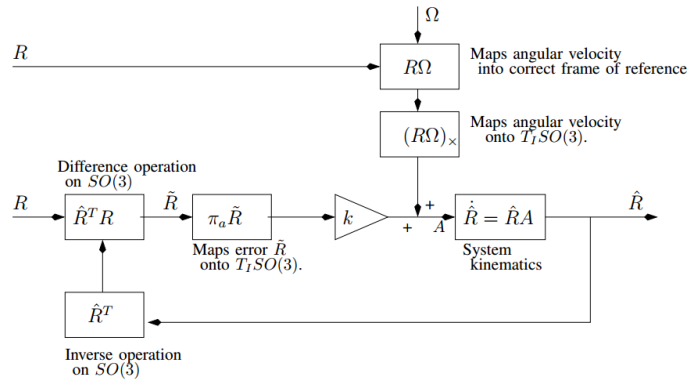 Ω
R
RΩ
Maps angular velocity
into correct frame of reference
(RΩ)×
Maps angular velocity
onto T_I SO(3).
Difference operation
on SO(3)
R
R̂ᵀR
R̃
π_a R̃
Maps error R̃
onto T_I SO(3).
k
+
+
A
R̂̇ = R̂A
System
kinematics
R̂
R̂ᵀ
Inverse operation
on SO(3)